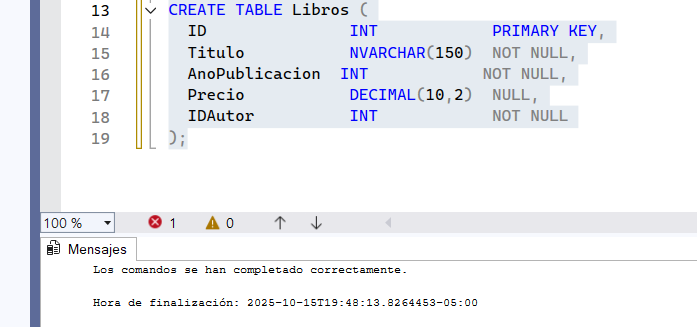 13 CREATE TABLE Libros (
14 ID INT PRIMARY KEY,
15 Titulo NVARCHAR(150) NOT NULL,
16 AnoPublicacion INT NOT NULL,
17 Precio DECIMAL(10,2) NULL,
18 IDAutor INT NOT NULL
19 );
100 % 1 0
Mensajes
Los comandos se han completado correctamente.
Hora de finalización: 2025-10-15T19:48:13.8264453-05:00